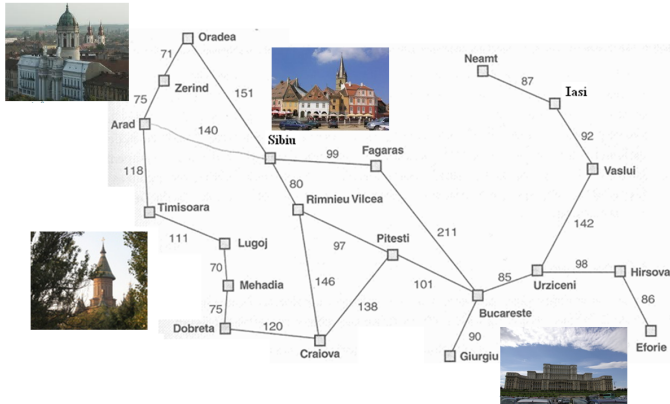 Oradea
71
Neamt
87
Zerind
151
Iasi
75
Arad
140
Sibiu
92
99
Fagaras
118
80
Vaslui
Rimnieu Vilcea
Timisoara
142
111
Lugoj
97
Pitesti
211
98
Hirsova
70
85
Urziceni
Mehadia
146
101
86
75
138
Bucareste
Dobreta
120
90
Eforie
Craiova
Giurgiu